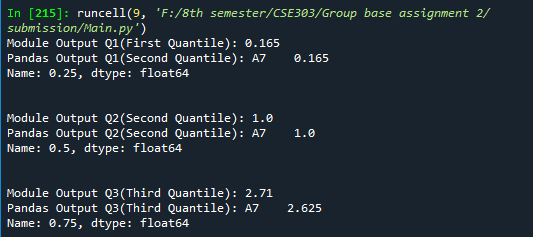 In [215]: runcell(9, 'F:/8th semester/CSE303/Group base assignment 2/
submission/Main.py')
Module Output Q1(First Quantile): 0.165
Pandas Output Q1(Second Quantile): A7    0.165
Name: 0.25, dtype: float64
Module Output Q2(Second Quantile): 1.0
Pandas Output Q2(Second Quantile): A7    1.0
Name: 0.5, dtype: float64
Module Output Q3(Third Quantile): 2.71
Pandas Output Q3(Third Quantile): A7    2.625
Name: 0.75, dtype: float64